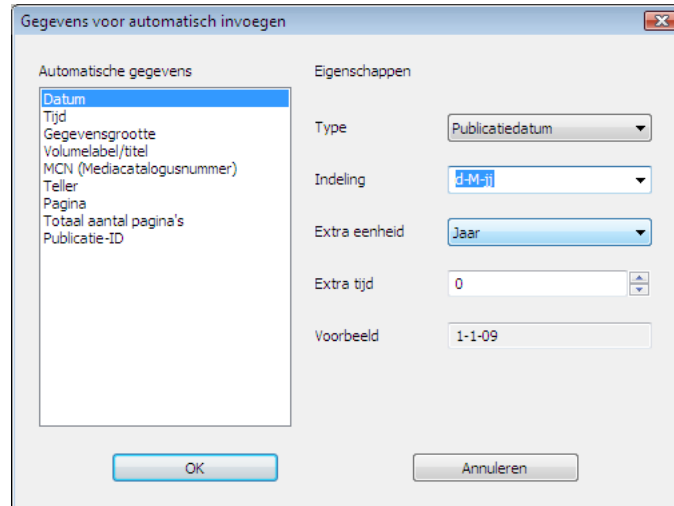 Gegevens voor automatisch invoegen
Automatische gegevens
Datum
Tijd
Gegevensgrootte
Volumelabel/titel
MCN (Mediacatalogusnummer)
Teller
Pagina
Totaal aantal pagina's
Publicatie-ID
Eigenschappen
Type
Publicatiedatum
Indeling
d-M-jj
Extra eenheid
Jaar
Extra tijd
0
Voorbeeld
1-1-09
OK
Annuleren